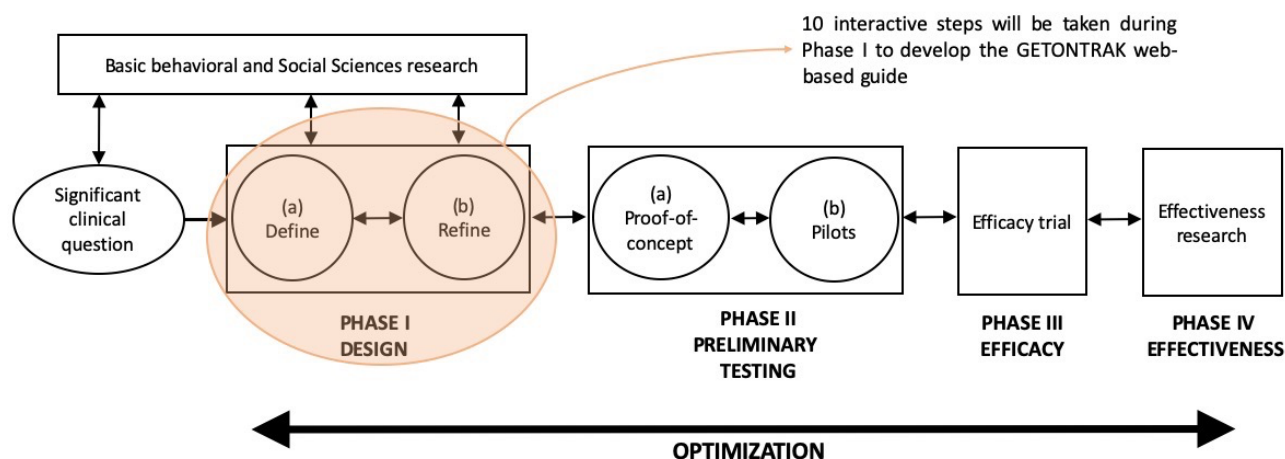 10 interactive steps will be taken during
Phase I to develop the GETONTRAK web-
based guide
Basic behavioral and Social Sciences research
Significant
clinical
question
(a)
Define
(b)
Refine
(a)
Proof-of-
concept
(b)
Pilots
Efficacy trial
Effectiveness
research
PHASE I
DESIGN
PHASE II
PRELIMINARY
TESTING
PHASE III
EFFICACY
PHASE IV
EFFECTIVENESS
OPTIMIZATION